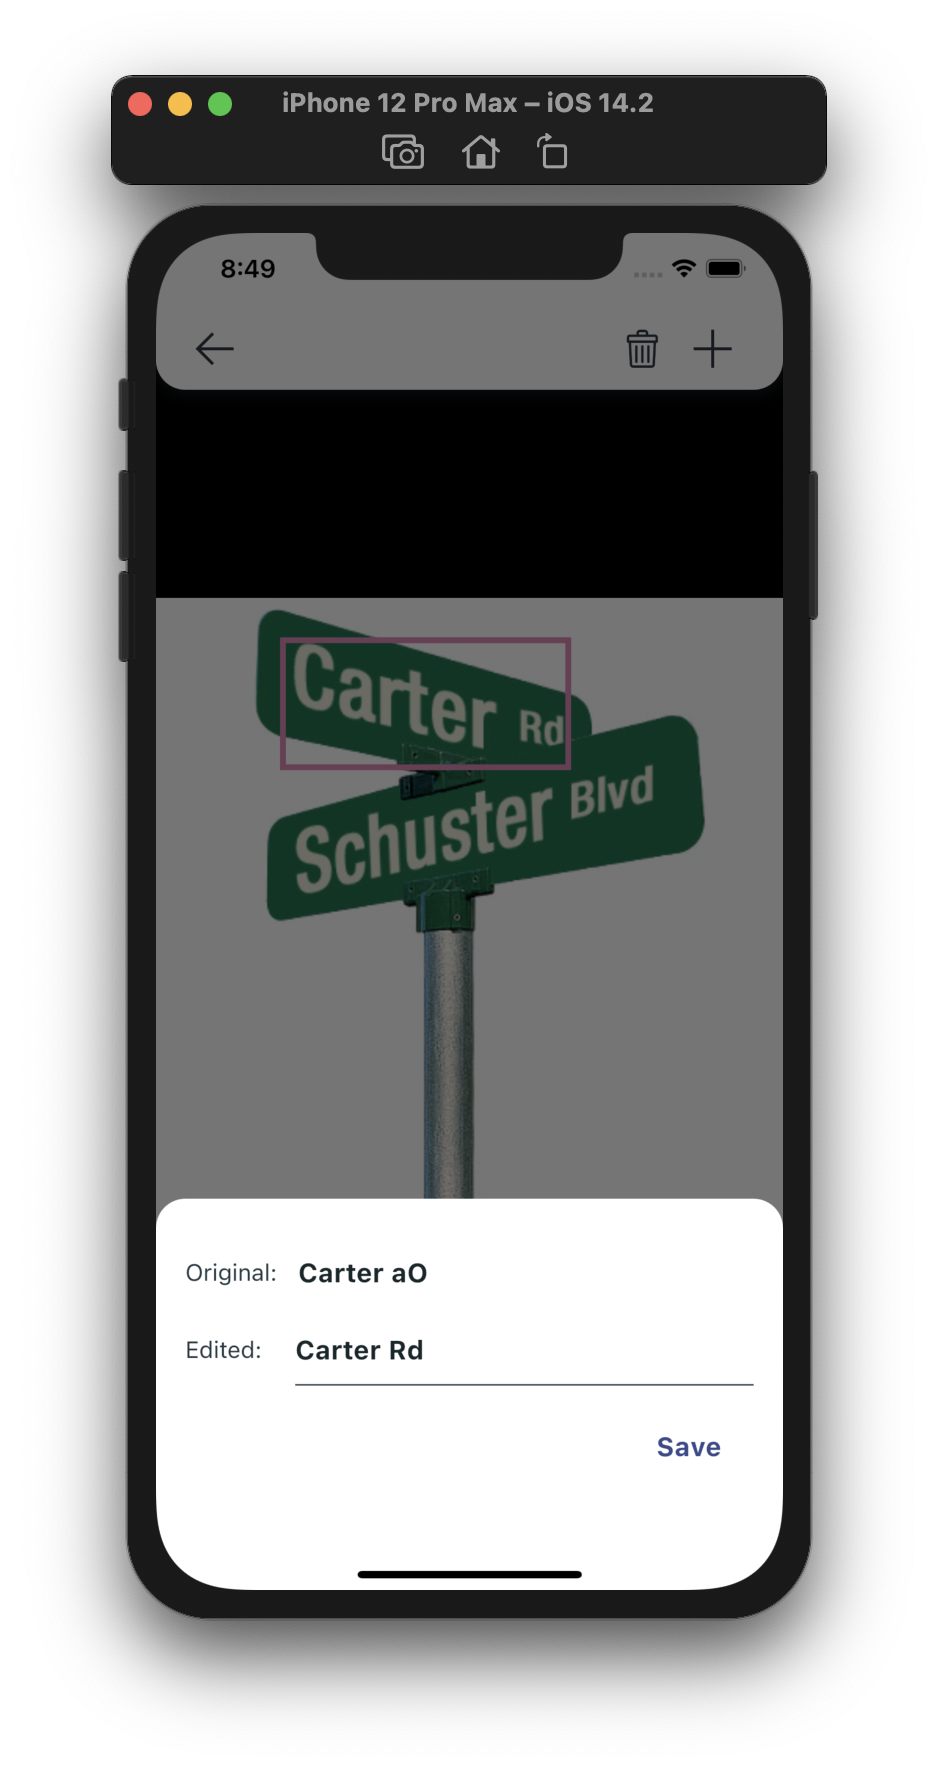 iPhone 12 Pro Max – iOS 14.2
8:49
Carter Rd
Schuster Blvd
Original: Carter aO
Edited: Carter Rd
Save